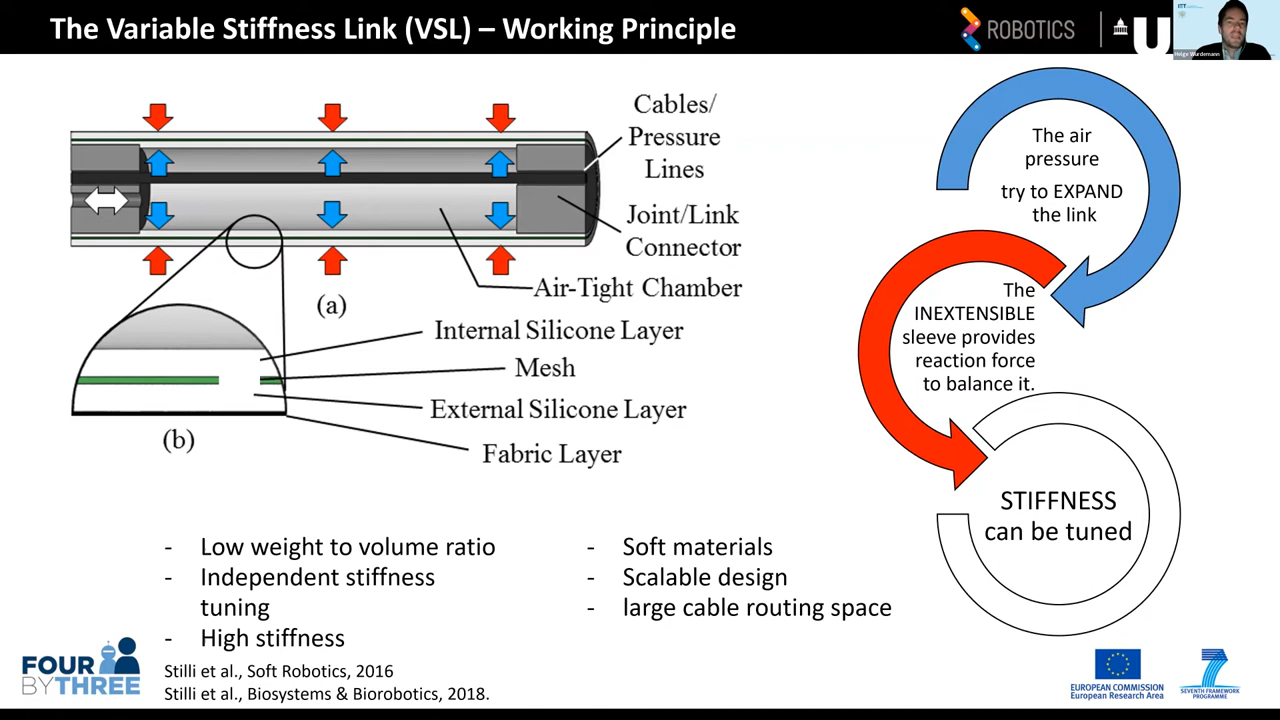 The Variable Stiffness Link (VSL) – Working Principle
ROBOTICS
U
Helge Wurdemann
Cables/
Pressure
Lines
Joint/Link
Connector
Air-Tight Chamber
(a)
Internal Silicone Layer
Mesh
External Silicone Layer
(b)
Fabric Layer
The air
pressure
try to EXPAND
the link
The
INEXTENSIBLE
sleeve provides
reaction force
to balance it.
STIFFNESS
can be tuned
- Low weight to volume ratio
- Independent stiffness
tuning
- High stiffness
- Soft materials
- Scalable design
- large cable routing space
FOUR
BYTHREE
Stilli et al., Soft Robotics, 2016
Stilli et al., Biosystems & Biorobotics, 2018.
EUROPEAN COMMISSION
European Research Area
SEVENTH FRAMEWORK
PROGRAMME